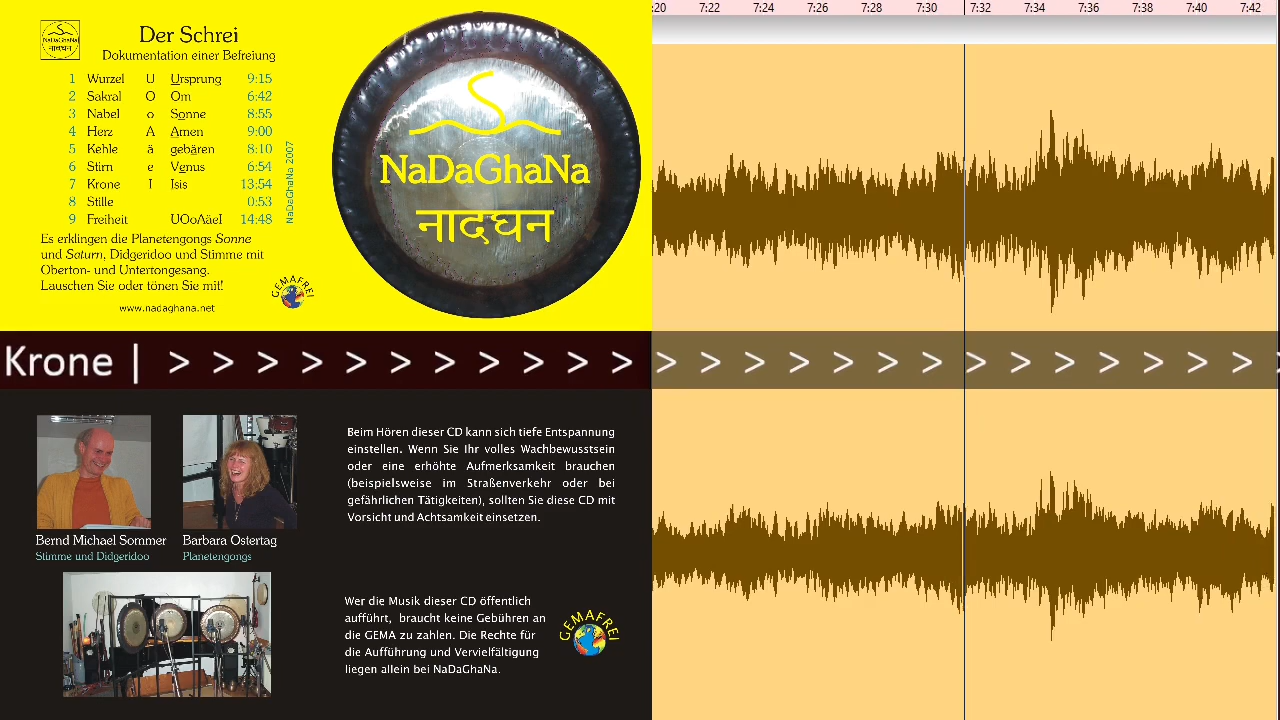 NaDaGhaNa
नादघन
Der Schrei
Dokumentation einer Befreiung
1 Wurzel U Ursprung 9:15
2 Sakral O Om 6:42
3 Nabel o Sonne 8:55
4 Herz A Amen 9:00
5 Kehle ä gebären 8:10
6 Stirn e Venus 6:54
7 Krone I Isis 13:54
8 Stille 0:53
9 Freiheit UOoAäeI 14:48
NaDaGhaNa 2007
Es erklingen die Planetengongs Sonne
und Saturn, Didgeridoo und Stimme mit
Oberton- und Untertongesang.
Lauschen Sie oder tönen Sie mit!
GEMAFREI
www.nadaghana.net
NaDaGhaNa
नादघन
:20 7:22 7:24 7:26 7:28 7:30 7:32 7:34 7:36 7:38 7:40 7:42
Krone | > > > > > > > > > > > > > > > > > > > > > > > > >
Bernd Michael Sommer
Stimme und Didgeridoo
Barbara Ostertag
Planetengongs
Beim Hören dieser CD kann sich tiefe Entspannung
einstellen. Wenn Sie Ihr volles Wachbewusstsein
oder eine erhöhte Aufmerksamkeit brauchen
(beispielsweise im Straßenverkehr oder bei
gefährlichen Tätigkeiten), sollten Sie diese CD mit
Vorsicht und Achtsamkeit einsetzen.
Wer die Musik dieser CD öffentlich
aufführt, braucht keine Gebühren an
die GEMA zu zahlen. Die Rechte für
die Aufführung und Vervielfältigung
liegen allein bei NaDaGhaNa.
GEMAFREI